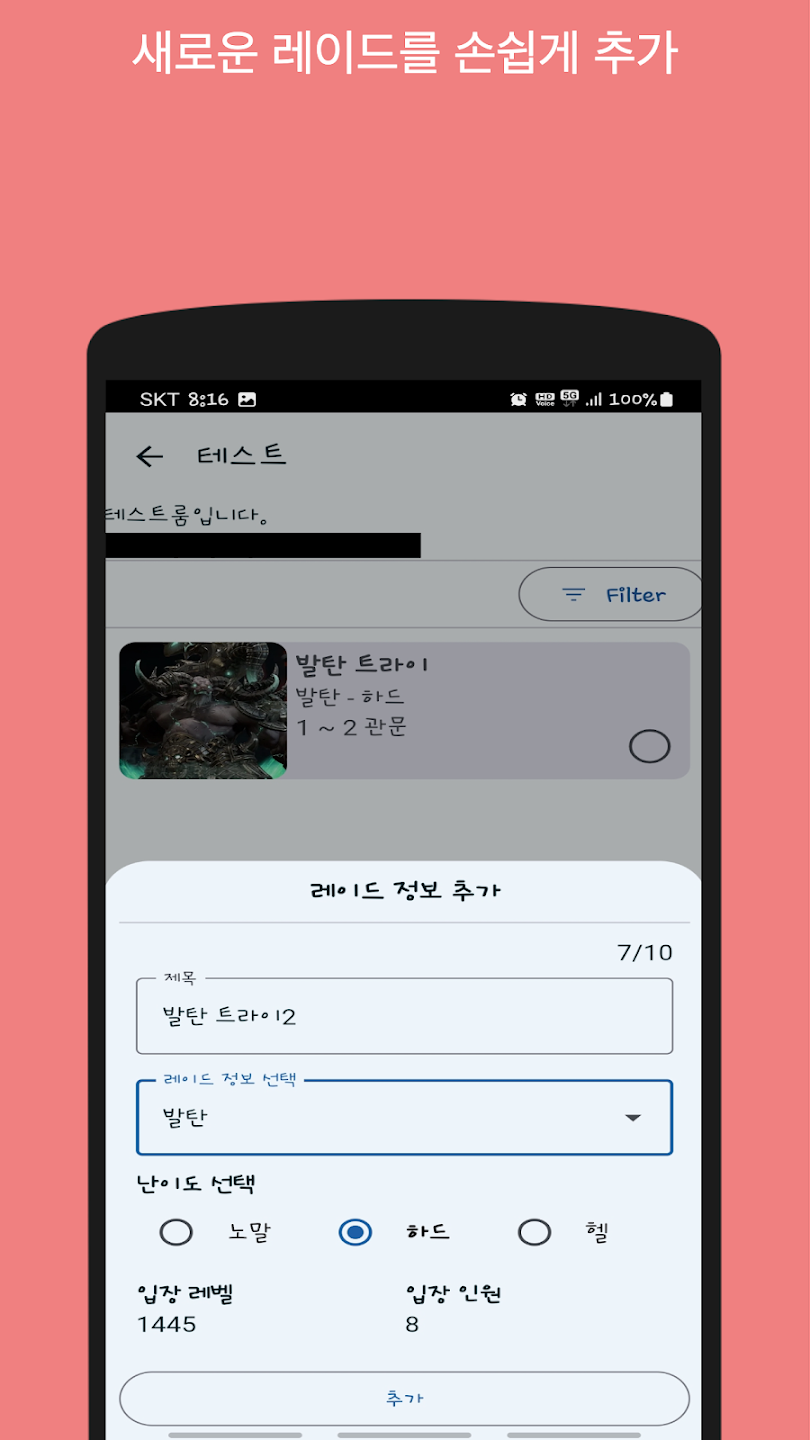 새로운 레이드를 손쉽게 추가
SKT 8:16 HD Voice 5G 100%
테스트
테스트룸입니다.
Filter
발탄 트라이
발탄 - 하드
1 ~ 2 관문
레이드 정보 추가
7/10
제목
발탄 트라이2
레이드 정보 선택
발탄
난이도 선택
노말 하드 헬
입장 레벨 입장 인원
1445 8
추가